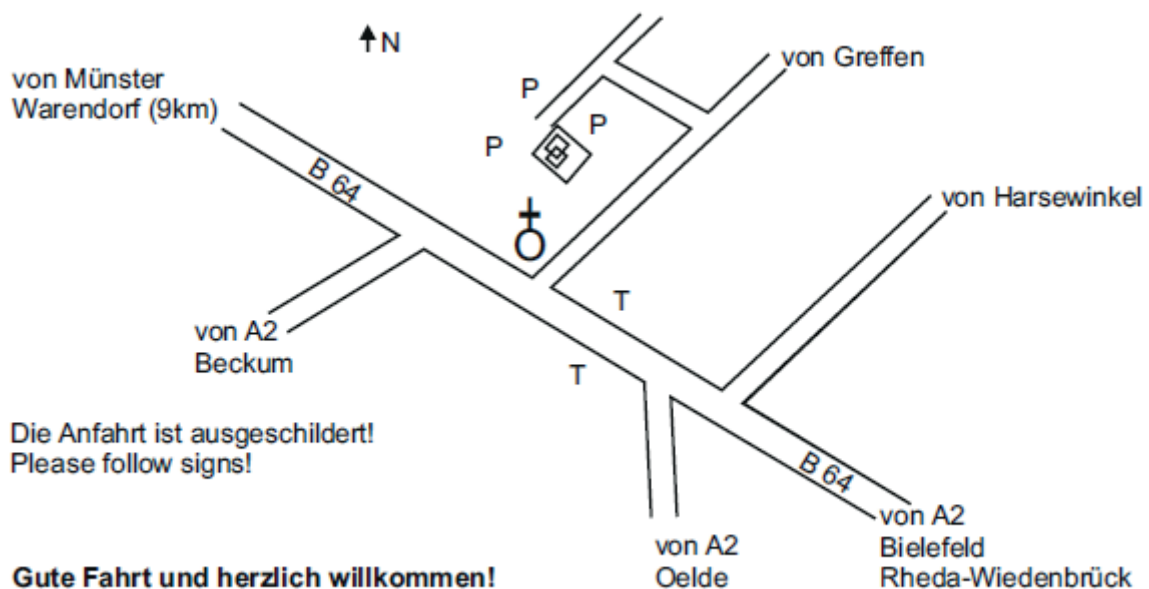 N
von Münster
Warendorf (9km)
von Greffen
P
P
P
B 64
von Harsewinkel
T
von A2
Beckum
T
Die Anfahrt ist ausgeschildert!
Please follow signs!
B 64
von A2
Bielefeld
Rheda-Wiedenbrück
von A2
Oelde
Gute Fahrt und herzlich willkommen!